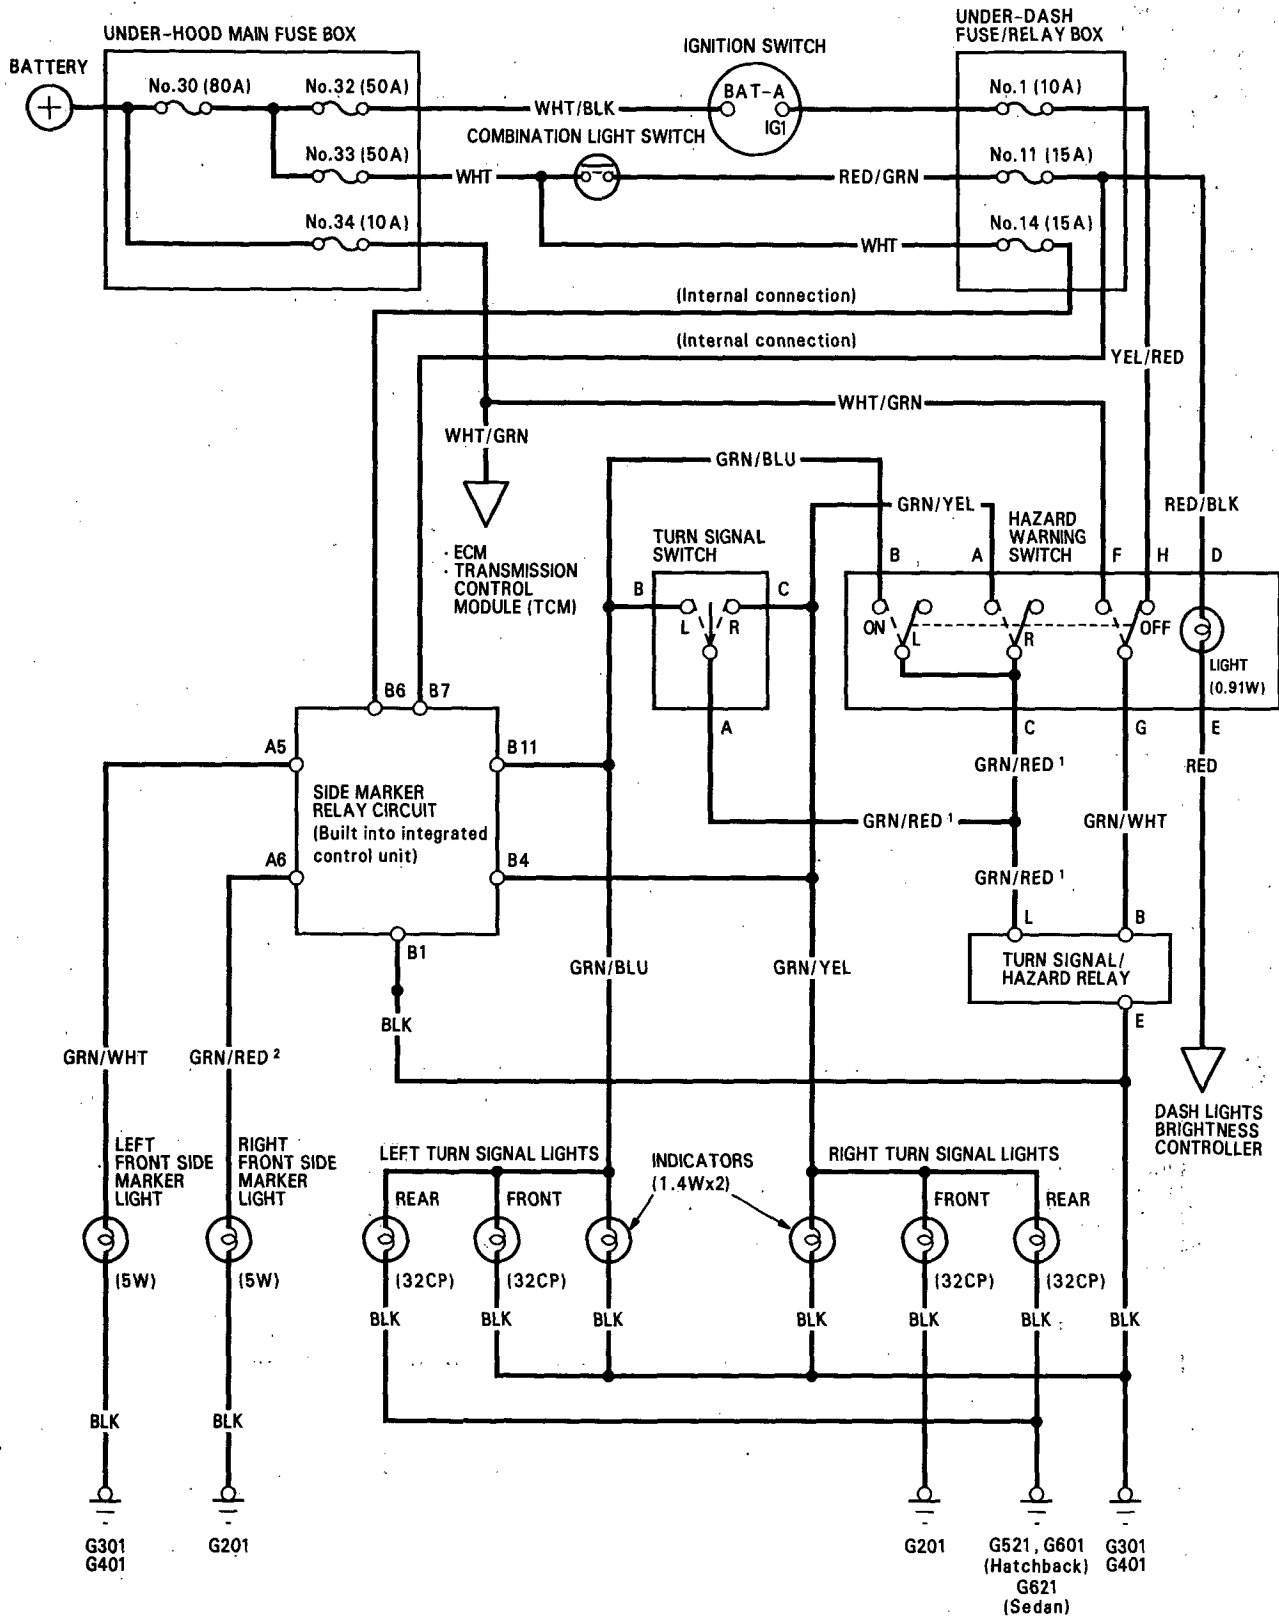 UNDER-HOOD MAIN FUSE BOX
UNDER-DASH
FUSE/RELAY BOX
IGNITION SWITCH
BATTERY
No.30 (80A)
No.32 (50A)
WHT/BLK
BAT-A
IG1
No.1 (10A)
COMBINATION LIGHT SWITCH
No.33 (50A)
WHT
RED/GRN
No.11 (15A)
No.34 (10A)
WHT
No.14 (15A)
(Internal connection)
(Internal connection)
YEL/RED
WHT/GRN
WHT/GRN
GRN/BLU
GRN/YEL
RED/BLK
· ECM
· TRANSMISSION
CONTROL
MODULE (TCM)
TURN SIGNAL
SWITCH
HAZARD
WARNING
SWITCH
B
A
F
H
D
B
C
L
R
ON
L
R
OFF
LIGHT
(0.91W)
A
C
G
E
B6
B7
A5
B11
SIDE MARKER
RELAY CIRCUIT
(Built into integrated
control unit)
A6
B4
B1
GRN/RED 1
RED
GRN/RED 1
GRN/WHT
GRN/RED 1
L
B
TURN SIGNAL/
HAZARD RELAY
E
GRN/BLU
GRN/YEL
BLK
GRN/WHT
GRN/RED 2
DASH LIGHTS
BRIGHTNESS
CONTROLLER
LEFT
FRONT SIDE
MARKER
LIGHT
RIGHT
FRONT SIDE
MARKER
LIGHT
LEFT TURN SIGNAL LIGHTS
INDICATORS
(1.4Wx2)
RIGHT TURN SIGNAL LIGHTS
REAR
FRONT
FRONT
REAR
(5W)
(5W)
(32CP)
(32CP)
(32CP)
(32CP)
BLK
BLK
BLK
BLK
BLK
BLK
BLK
BLK
BLK
G301
G401
G201
G201
G521, G601
(Hatchback)
G621
(Sedan)
G301
G401